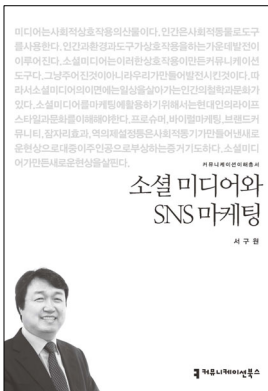 미디어는사회적상호작용의산물이다.인간은사회적동물로도구
를사용한다.인간과환경과도구가상호작용을하는가운데발전이
이루어진다.소셜미디어는이러한상호작용이만든커뮤니케이션
도구다.그냥주어진것이아니라우리가만들어발전시킨것이다.따
라서소셜미디어의이면에는일상을살아가는인간의철학과문화가
있다.소셜미디어를마케팅에활용하기위해서는현대인의라이프
스타일과문화를이해해야한다.프로슈머,바이럴마케팅,브랜드커
뮤니티,잠자리효과,역의제설정등은사회적동기가만들어낸새로
운현상으로대중이주인공으로부상하는증거기도하다.소셜미디
어가만든새로운현상을살핀다.
커뮤니케이션이해총서
소셜 미디어와
SNS 마케팅
서구원
커뮤니케이션북스